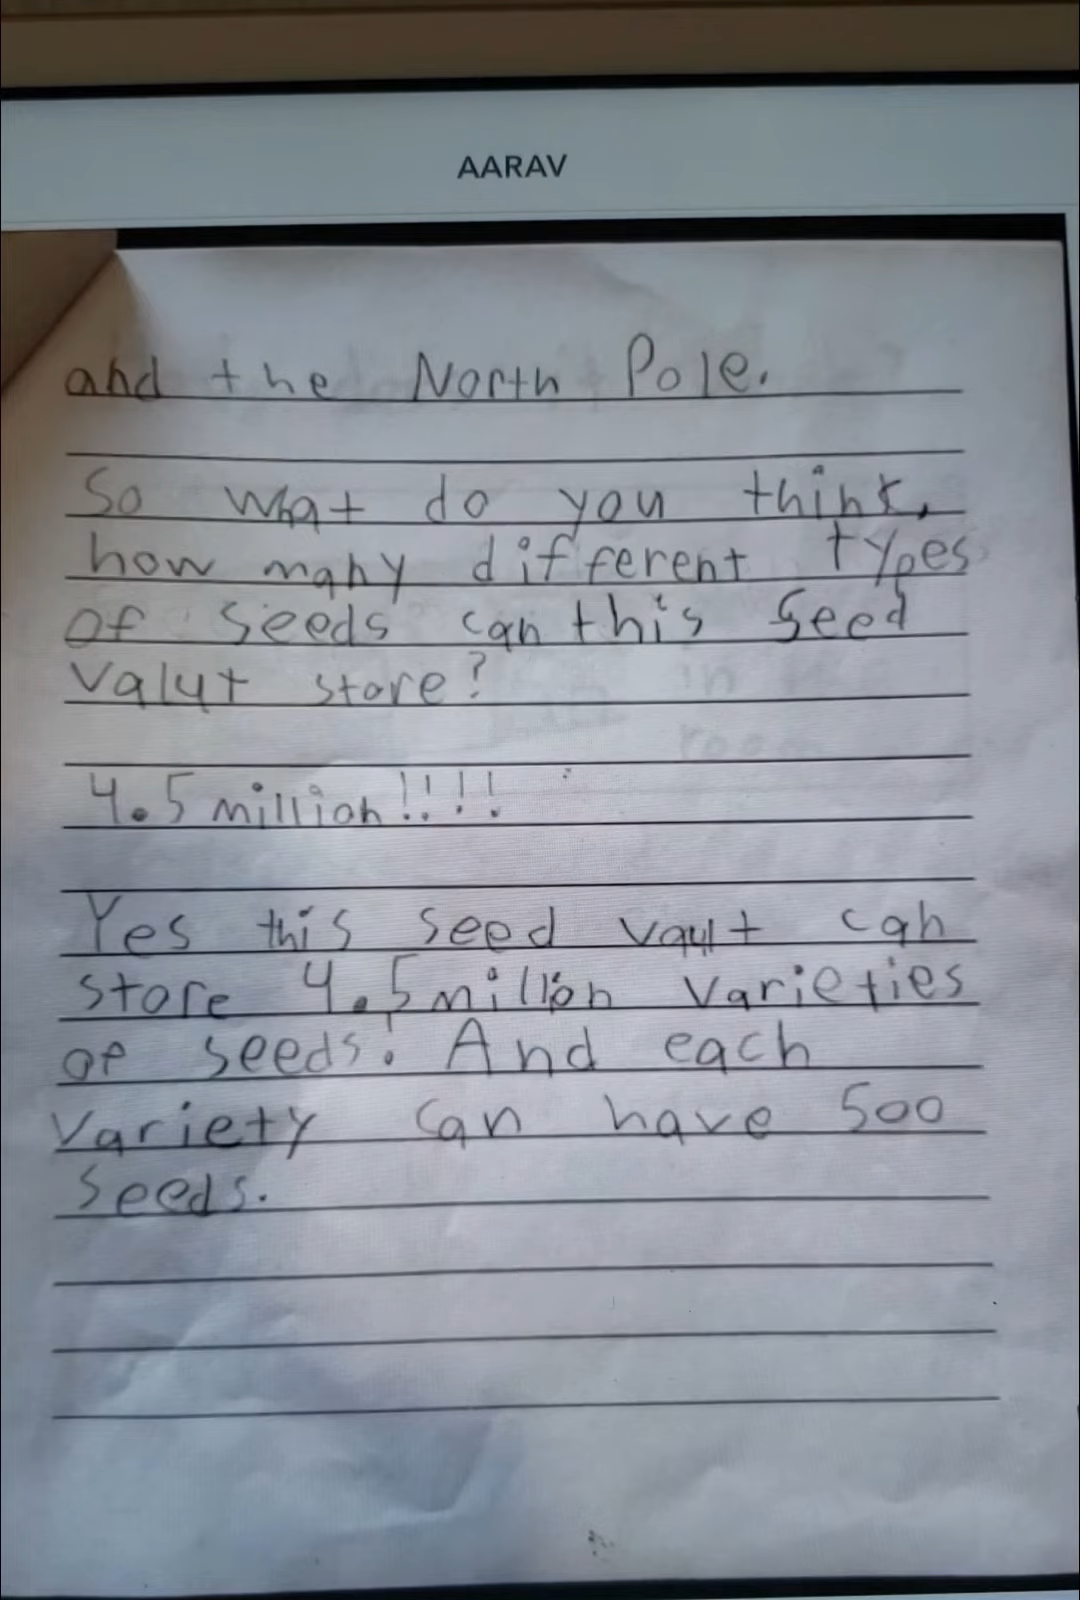 AARAV
and the North Pole.
So what do you think,
how many different types
of seeds can this seed
valut store?
4.5 million!!!!
Yes this seed vault can
store 4.5 million varieties
of seeds! And each
variety can have 500
seeds.